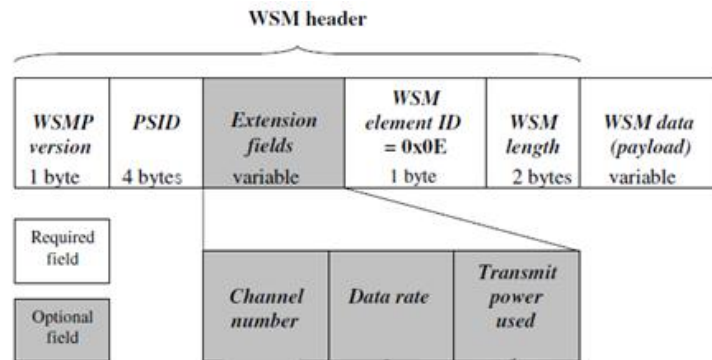 WSM header
WSMP
version
1 byte
PSID
4 bytes
Extension
fields
variable
WSM
element ID
= 0x0E
1 byte
WSM
length
2 bytes
WSM data
(payload)
variable
Required
field
Optional
field
Channel
number
Data rate
Transmit
power
used